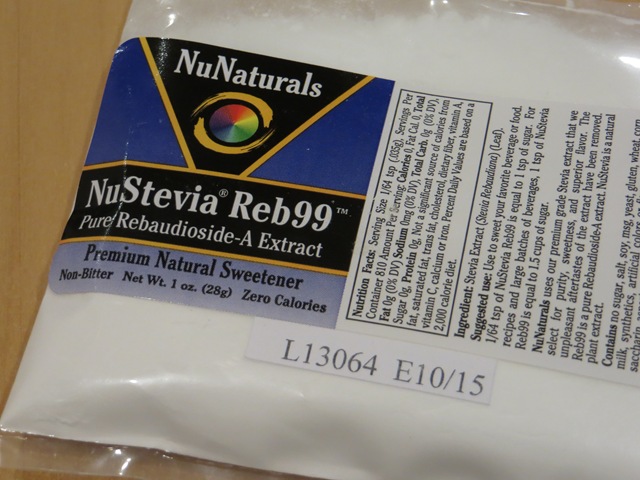 NuNaturals
NuStevia® Reb99™
Pure Rebaudioside-A Extract
Premium Natural Sweetener
Non-Bitter Net Wt. 1 oz. (28g) Zero Calories
Nutrition Facts: Serving Size 1/64 tsp (.035g), Servings Per
Container 810 Amount Per Serving: Calories 0, Fat Cal. 0, Total
Fat 0g (0% DV) Sodium 0mg (0% DV), Total Carb. 0g (0% DV),
Sugar 0g, Protein 0g. Not a significant source of calories from
fat, saturated fat, trans fat, cholesterol, dietary fiber, vitamin A,
vitamin C, calcium or iron. Percent Daily Values are based on a
2,000 calorie diet.
Ingredient: Stevia Extract (Stevia Rebaudiana) (Leaf).
Suggested use: Use to sweet your favorite beverage or food.
1/64 tsp of NuStevia Reb99 is equal to 1 tsp of sugar. For
recipes and large batches of beverages, 1 tsp of NuStevia
Reb99 is equal to 1.3 cups of sugar.
NuNaturals uses our premium grade Stevia extract that we
select for purity, sweetness, and superior flavor. The
unpleasant aftertastes of the extract have been removed.
Reb99 is a pure Rebaudioside-A extract. NuStevia is a natural
plant extract.
Contains no sugar, salt, soy, msg, yeast, gluten, wheat, corn
milk, synthetics, artificial
L13064 E10/15